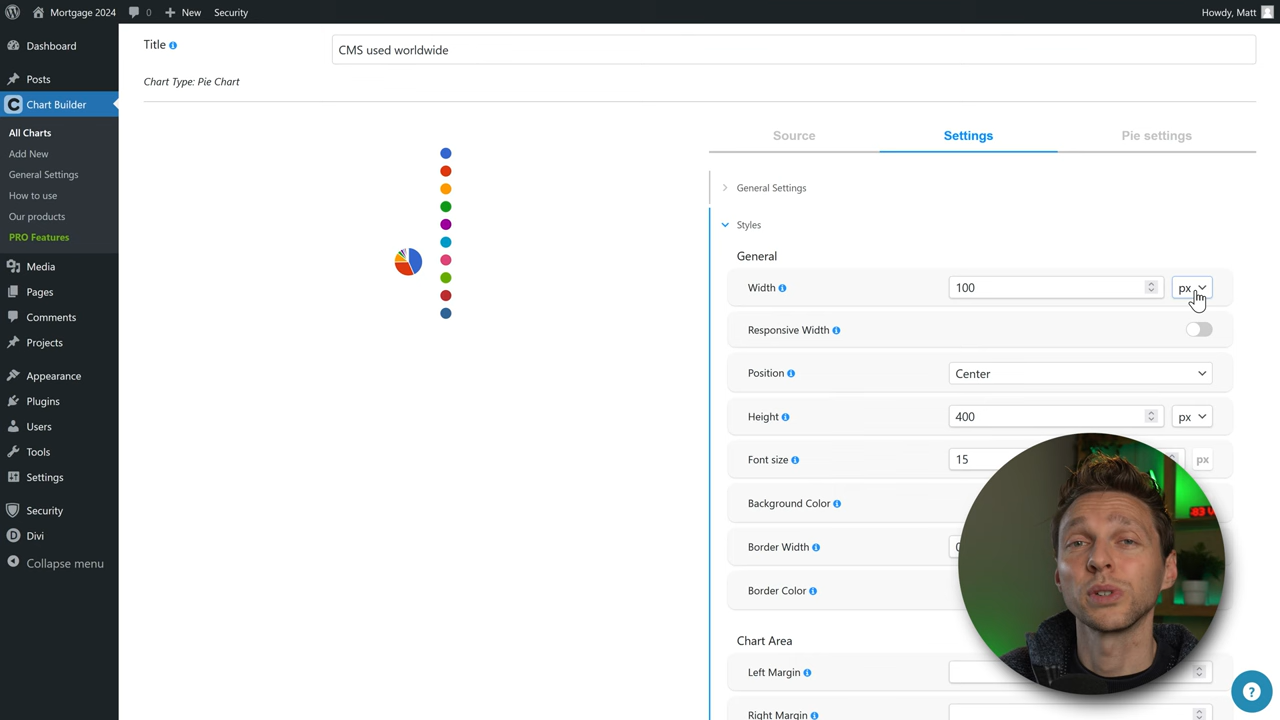 Mortgage 2024
0
New
Security
Howdy, Matt
Dashboard
Posts
Chart Builder
All Charts
Add New
General Settings
How to use
Our products
PRO Features
Media
Pages
Comments
Projects
Appearance
Plugins
Users
Tools
Settings
Security
Divi
Collapse menu
Title
CMS used worldwide
Chart Type: Pie Chart
Source
Settings
Pie settings
General Settings
Styles
General
Width
100
px
Responsive Width
Position
Center
Height
400
px
Font size
15
px
Background Color
Border Width
Border Color
Chart Area
Left Margin
Right Margin
?